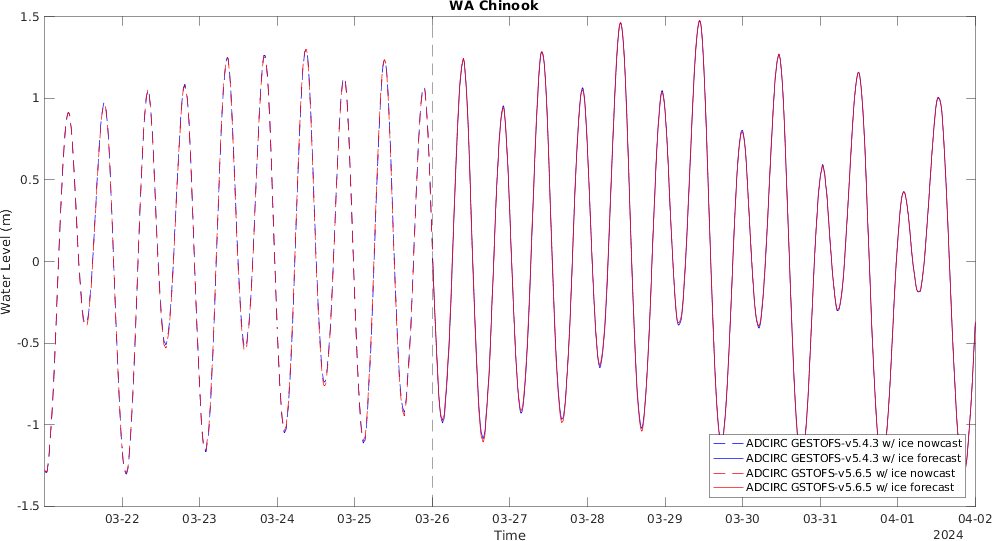 WA Chinook
1.5
1
0.5
0
-0.5
-1
-1.5
Water Level (m)
ADCIRC GESTOFS-v5.4.3 w/ ice nowcast
ADCIRC GESTOFS-v5.4.3 w/ ice forecast
ADCIRC GSTOFS-v5.6.5 w/ ice nowcast
ADCIRC GSTOFS-v5.6.5 w/ ice forecast
03-22 03-23 03-24 03-25 03-26 03-27 03-28 03-29 03-30 03-31 04-01 04-02
Time
2024